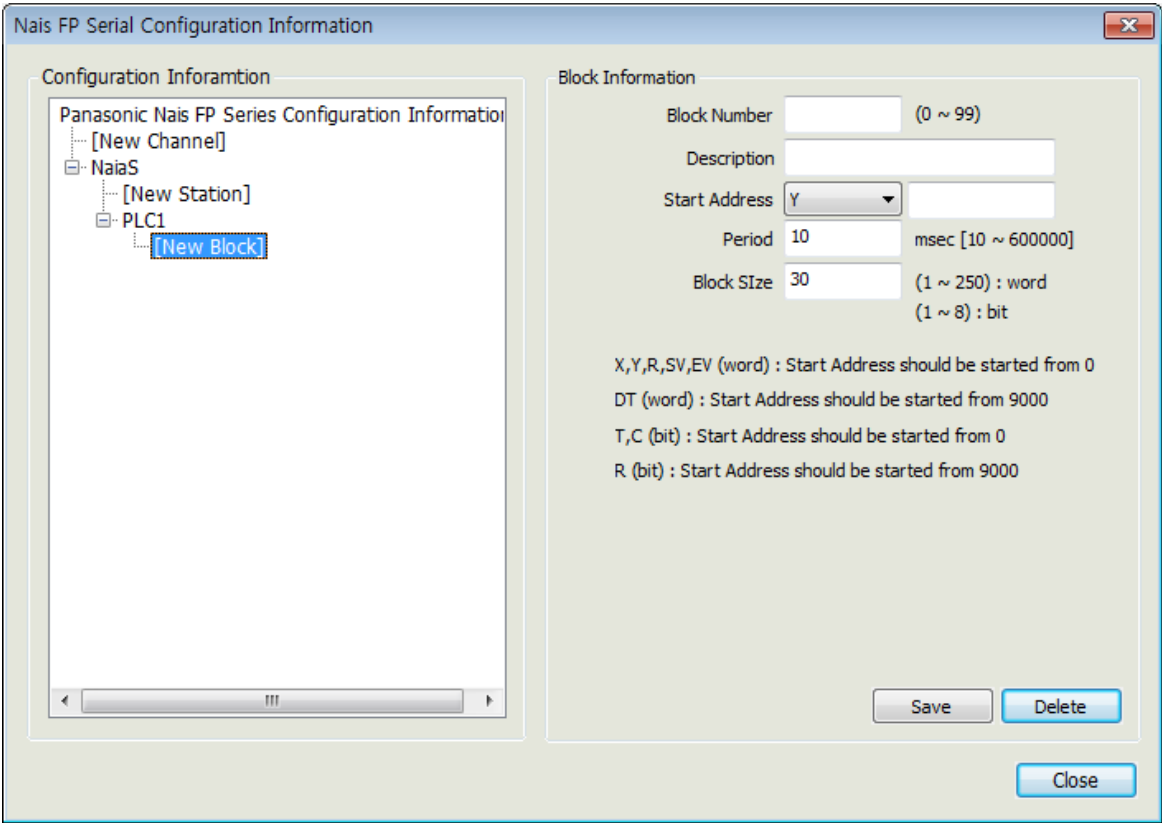 Nais FP Serial Configuration Information
Configuration Inforamtion
Panasonic Nais FP Series Configuration Information
[New Channel]
NaiaS
[New Station]
PLC1
[New Block]
Block Information
Block Number (0 ~ 99)
Description
Start Address Y
Period 10 msec [10 ~ 600000]
Block SIze 30 (1 ~ 250) : word
(1 ~ 8) : bit
X,Y,R,SV,EV (word) : Start Address should be started from 0
DT (word) : Start Address should be started from 9000
T,C (bit) : Start Address should be started from 0
R (bit) : Start Address should be started from 9000
Save Delete
Close